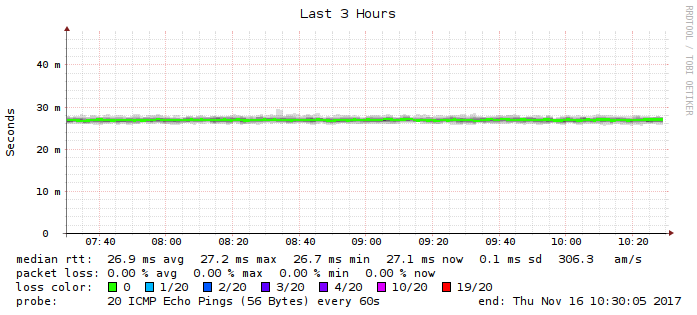 Last 3 Hours
RRDTOOL / TOBI OETIKER
Seconds
40 m
30 m
20 m
10 m
0
07:40 08:00 08:20 08:40 09:00 09:20 09:40 10:00 10:20
median rtt: 26.9 ms avg 27.2 ms max 26.7 ms min 27.1 ms now 0.1 ms sd 306.3 am/s
packet loss: 0.00 % avg 0.00 % max 0.00 % min 0.00 % now
loss color: 0 1/20 2/20 3/20 4/20 10/20 19/20
probe: 20 ICMP Echo Pings (56 Bytes) every 60s end: Thu Nov 16 10:30:05 2017